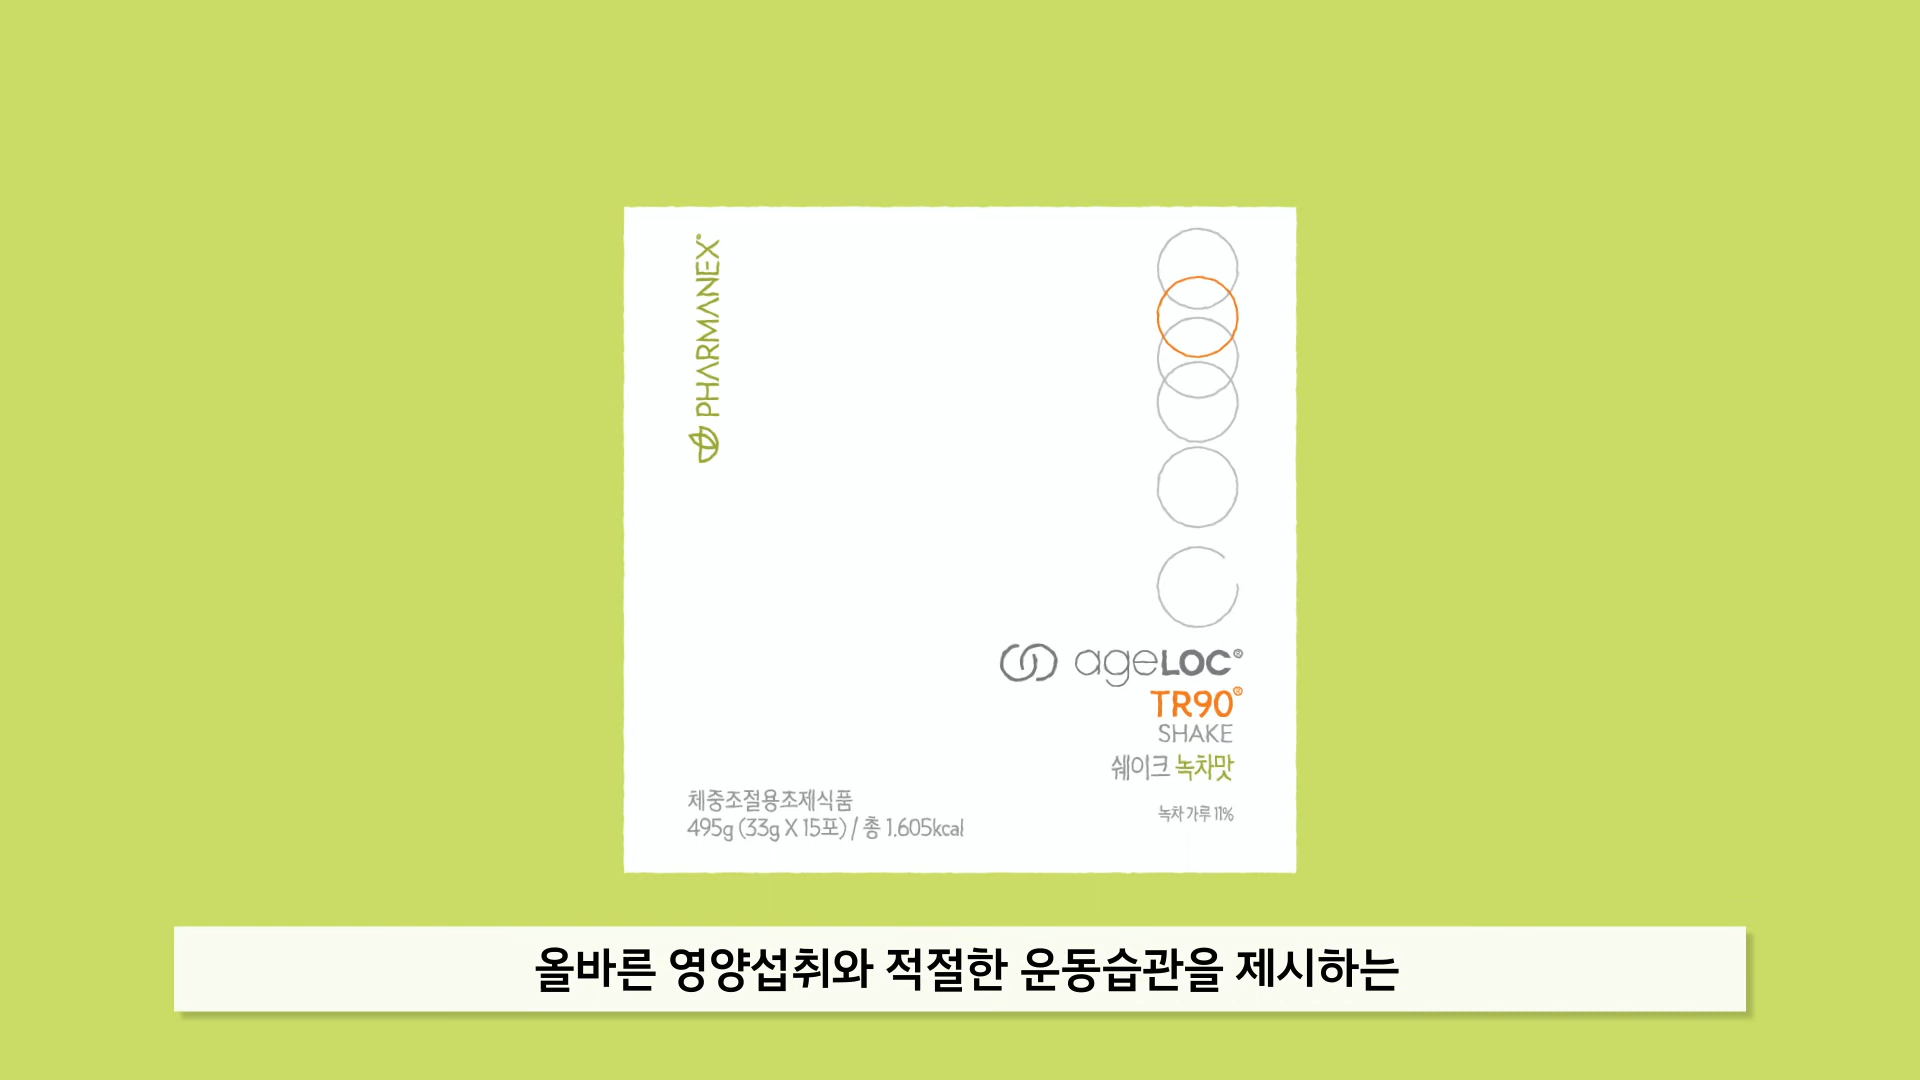 PHARMANEX®
ageLOC®
TR90®
SHAKE
쉐이크 녹차맛
녹차 가루 11%
체중조절용조제식품
495g (33g X 15포) / 총 1,605kcal
올바른 영양섭취와 적절한 운동습관을 제시하는